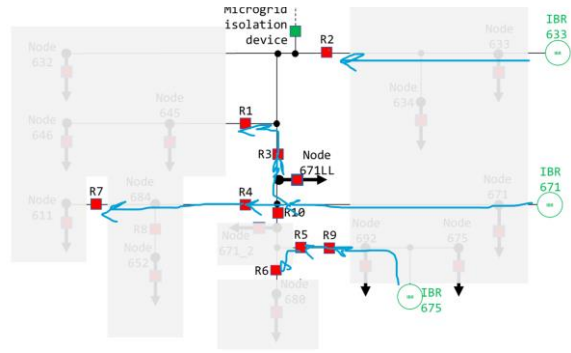 Microgrid
isolation
device
R2
IBR
633
Node
632
Node
633
Node
634
R1
Node
645
Node
646
R3
Node
671LL
R7
R4
Node
684
Node
611
R10
Node
671
IBR
671
R8
Node
671_2
R5
R9
Node
692
Node
675
Node
652
R6
Node
680
IBR
675